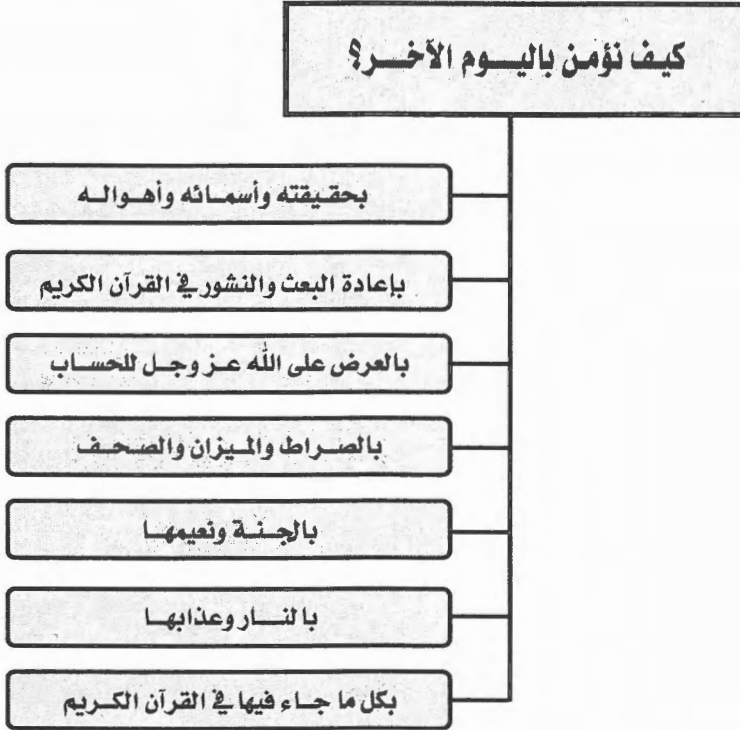 كيف نؤمن باليوم الآخر؟
بحقيقته وأسمائه وأهواله
بإعادة البعث والنشور في القرآن الكريم
بالعرض على الله عز وجل للحساب
بالصراط والميزان والصحف
بالجنة ونعيمها
بالنار وعذابها
بكل ما جاء فيها في القرآن الكريم